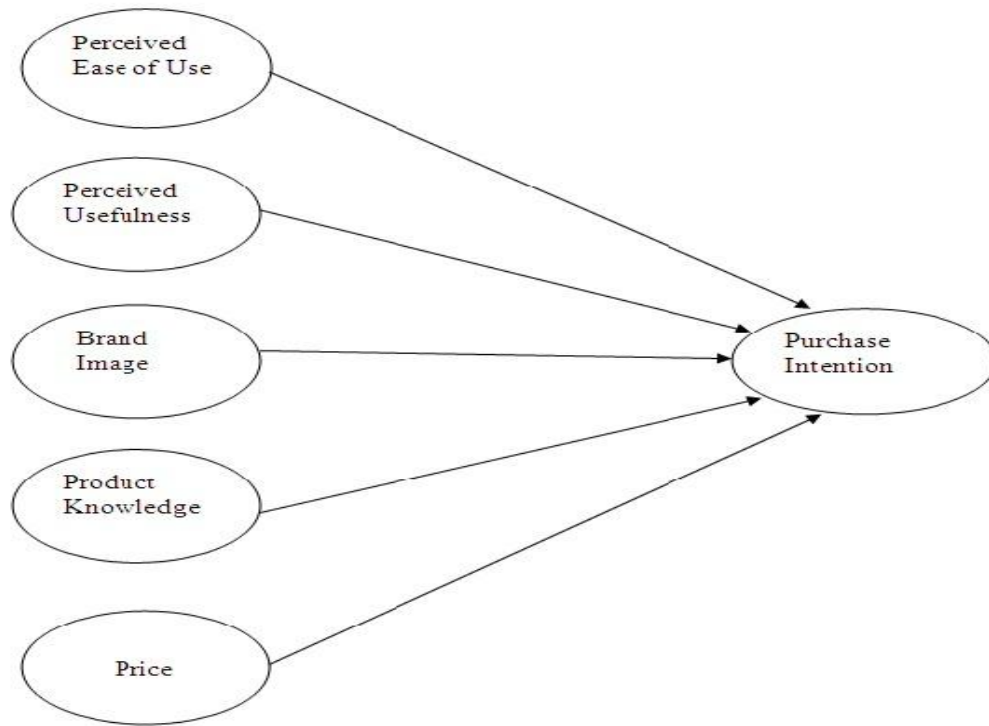 Perceived
Ease of Use
Perceived
Usefulness
Brand
Image
Purchase
Intention
Product
Knowledge
Price